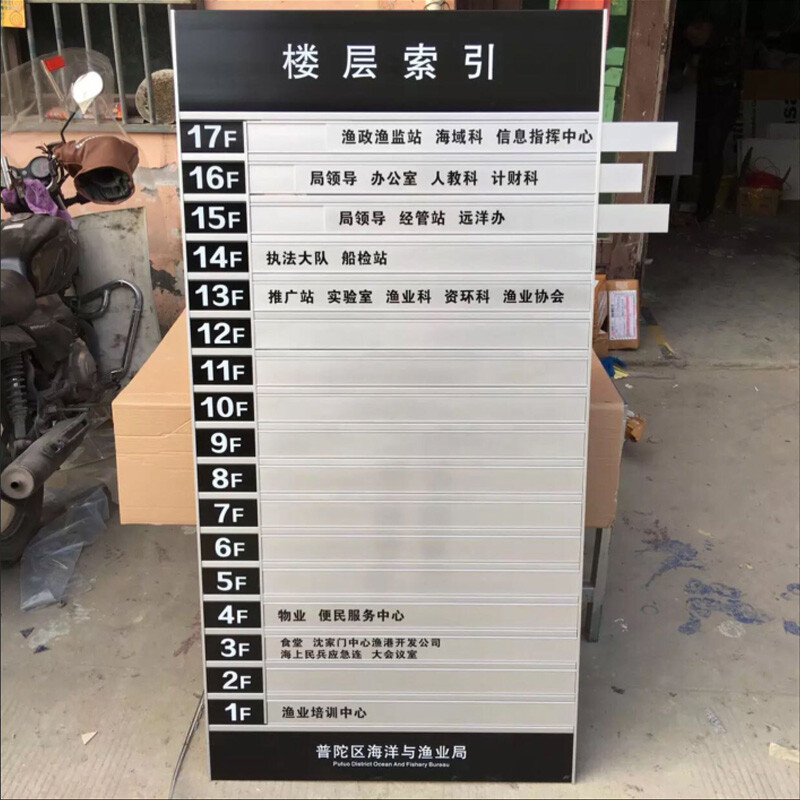 楼层索引
17F 渔政渔监站 海域科 信息指挥中心
16F 局领导 办公室 人教科 计财科
15F 局领导 经管站 远洋办
14F 执法大队 船检站
13F 推广站 实验室 渔业科 资环科 渔业协会
12F
11F
10F
9F
8F
7F
6F
5F
4F 物业 便民服务中心
3F 食堂 沈家门中心渔港开发公司
海上民兵应急连 大会议室
2F
1F 渔业培训中心
普陀区海洋与渔业局
Putuo District Ocean And Fishery Bureau